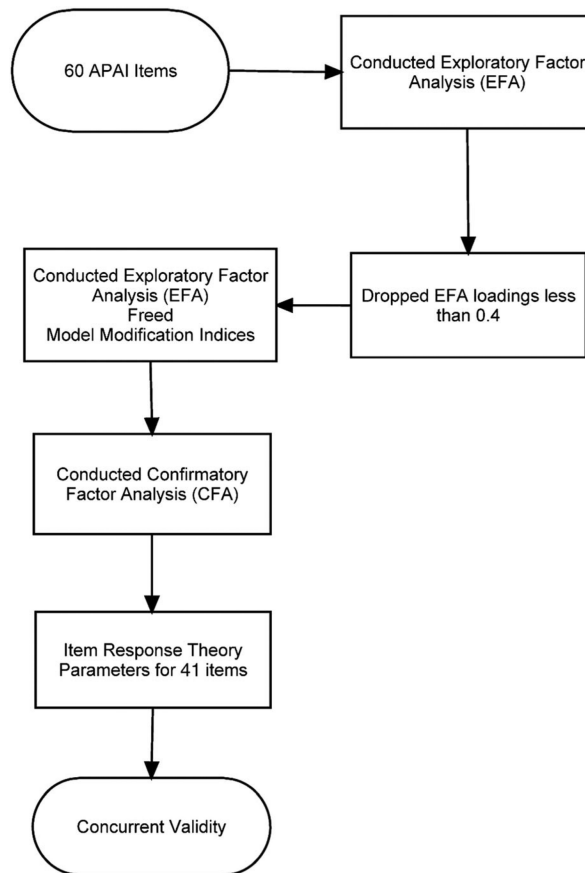 60 APAI Items
Conducted Exploratory Factor
Analysis (EFA)
Dropped EFA loadings less
than 0.4
Conducted Exploratory Factor
Analysis (EFA)
Freed
Model Modification Indices
Conducted Confirmatory
Factor Analysis (CFA)
Item Response Theory
Parameters for 41 items
Concurrent Validity